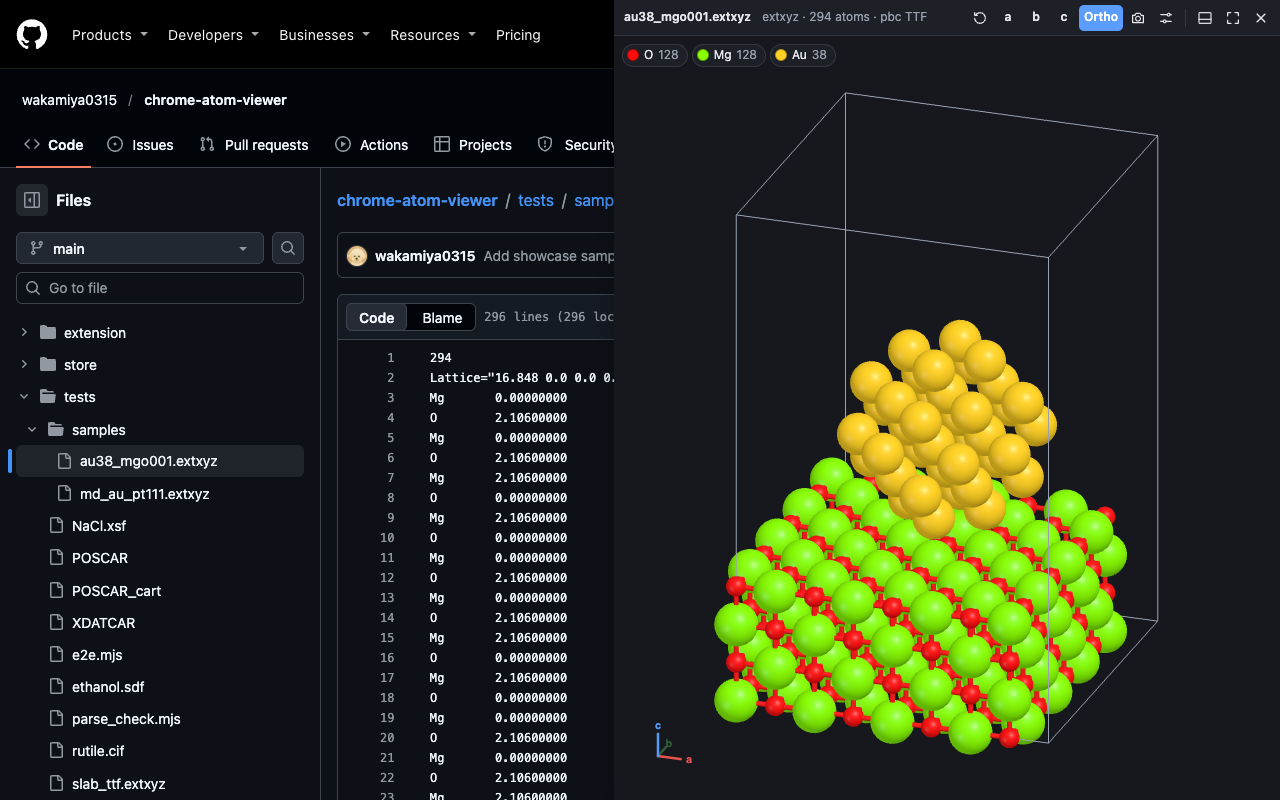 Products Developers Businesses Resources Pricing
wakamiya0315 / chrome-atom-viewer
Code Issues Pull requests Actions Projects Security
Files
main
Go to file
extension
store
tests
samples
au38_mgo001.extxyz
md_au_pt111.extxyz
NaCl.xsf
POSCAR
POSCAR_cart
XDATCAR
e2e.mjs
ethanol.sdf
parse_check.mjs
rutile.cif
slab_ttf.extxyz
chrome-atom-viewer / tests / samp
wakamiya0315 Add showcase samp
Code Blame 296 lines (296 loc
1 294
2 Lattice="16.848 0.0 0.0 0.
3 Mg 0.00000000
4 O 2.10600000
5 Mg 0.00000000
6 O 2.10600000
7 Mg 2.10600000
8 O 0.00000000
9 Mg 2.10600000
10 O 0.00000000
11 Mg 0.00000000
12 O 2.10600000
13 Mg 0.00000000
14 O 2.10600000
15 Mg 2.10600000
16 O 0.00000000
17 Mg 2.10600000
18 O 0.00000000
19 Mg 0.00000000
20 O 2.10600000
21 Mg 0.00000000
22 O 2.10600000
23 Mg 2.10600000
au38_mgo001.extxyz extxyz · 294 atoms · pbc TTF a b c Ortho
O 128 Mg 128 Au 38
c
b
a